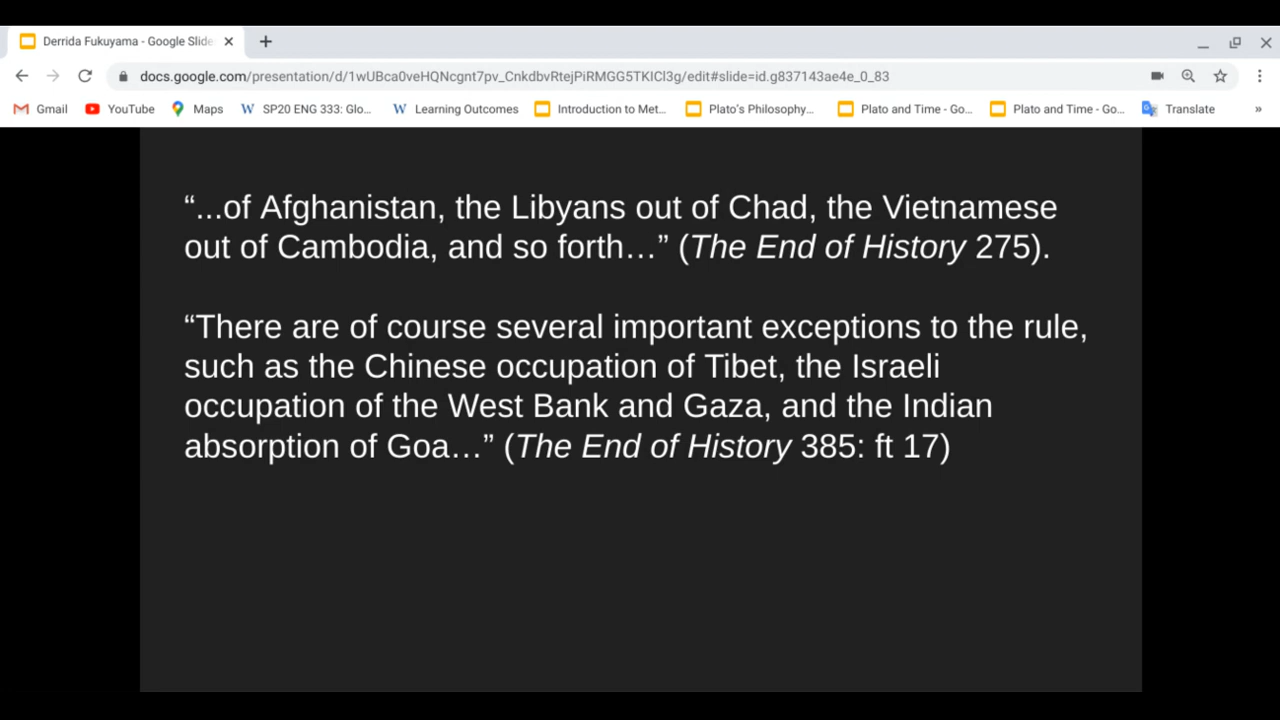 Derrida Fukuyama - Google Slide
docs.google.com/presentation/d/1wUBca0veHQNcgnt7pv_CnkdbvRtejPiRMGG5TKICl3g/edit#slide=id.g837143ae4e_0_83
Gmail YouTube Maps SP20 ENG 333: Glo... Learning Outcomes Introduction to Met... Plato's Philosophy... Plato and Time - Go... Plato and Time - Go... Translate »
“...of Afghanistan, the Libyans out of Chad, the Vietnamese
out of Cambodia, and so forth…” (The End of History 275).
“There are of course several important exceptions to the rule,
such as the Chinese occupation of Tibet, the Israeli
occupation of the West Bank and Gaza, and the Indian
absorption of Goa…” (The End of History 385: ft 17)